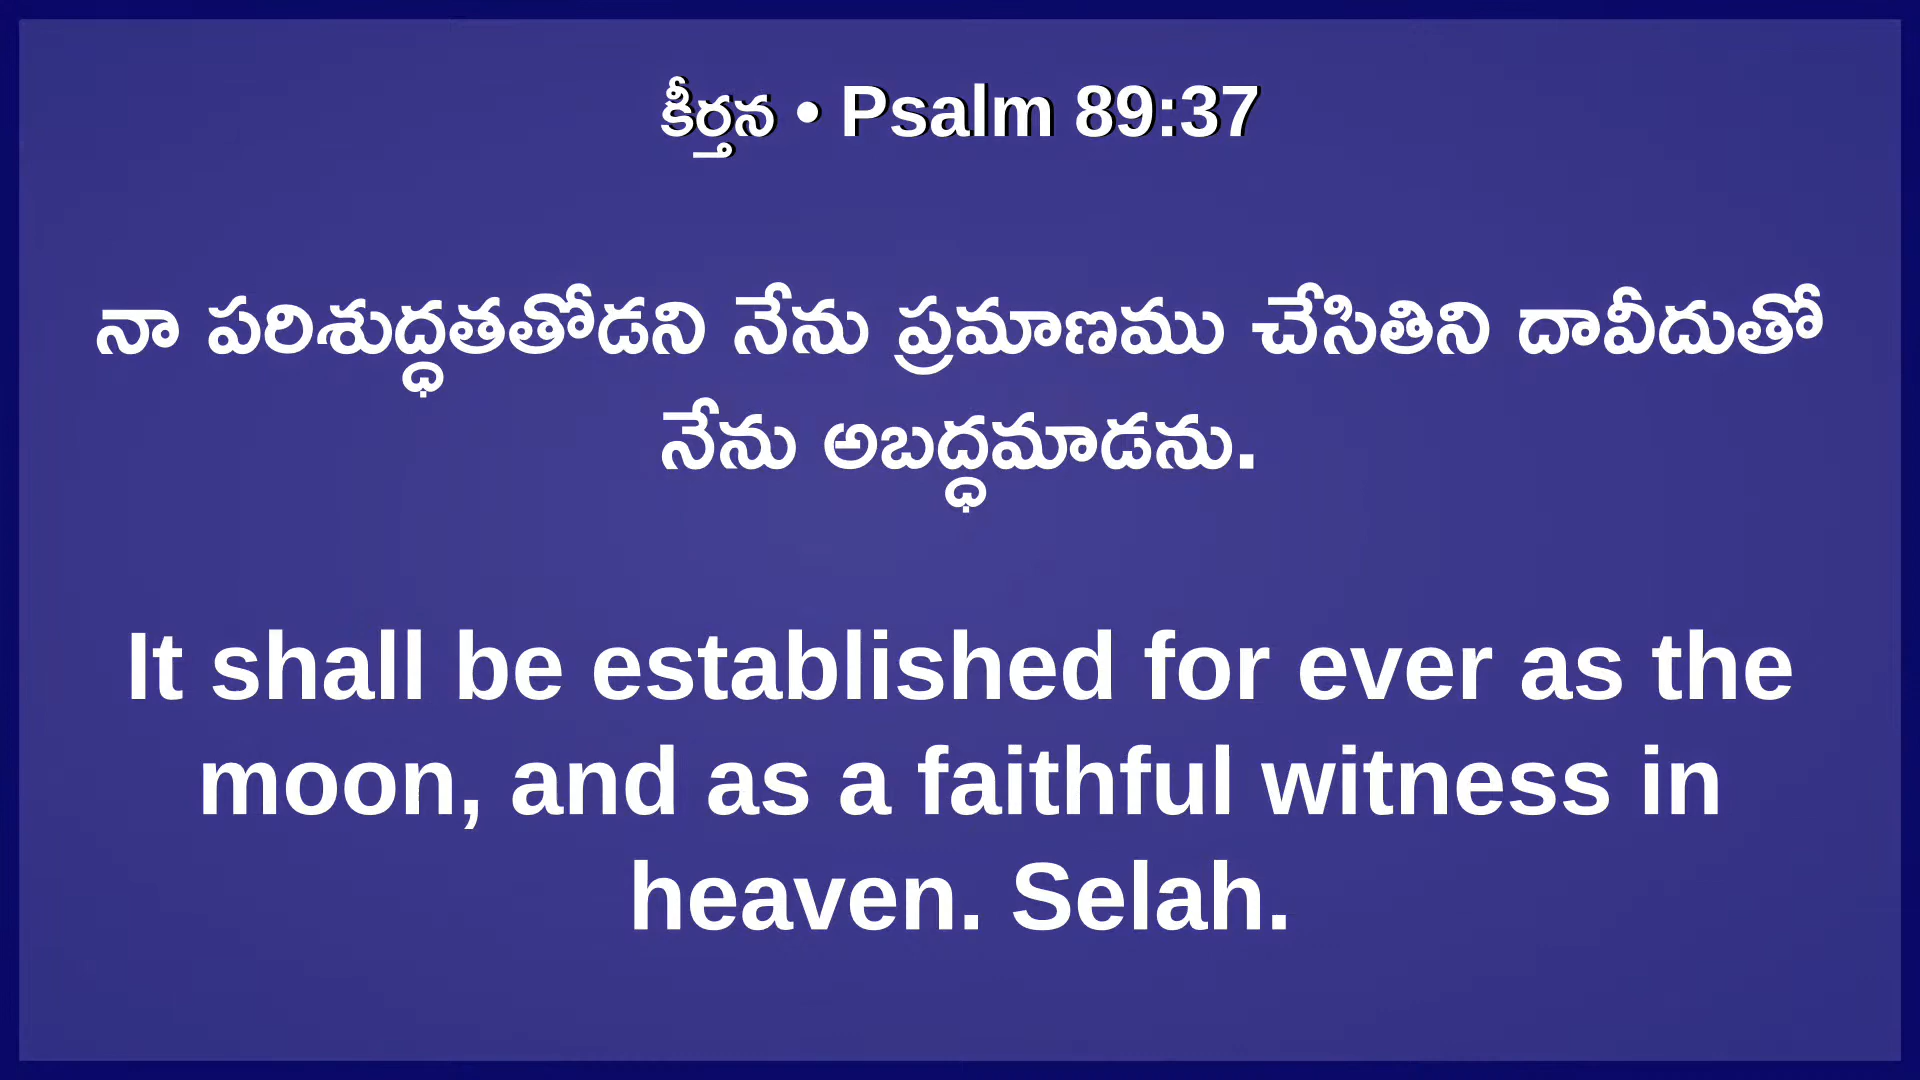 కీర్తన • Psalm 89:37
నా పరిశుద్ధతతోడని నేను ప్రమాణము చేసితిని దావీదుతో
నేను అబద్ధమాడను.
It shall be established for ever as the
moon, and as a faithful witness in
heaven. Selah.